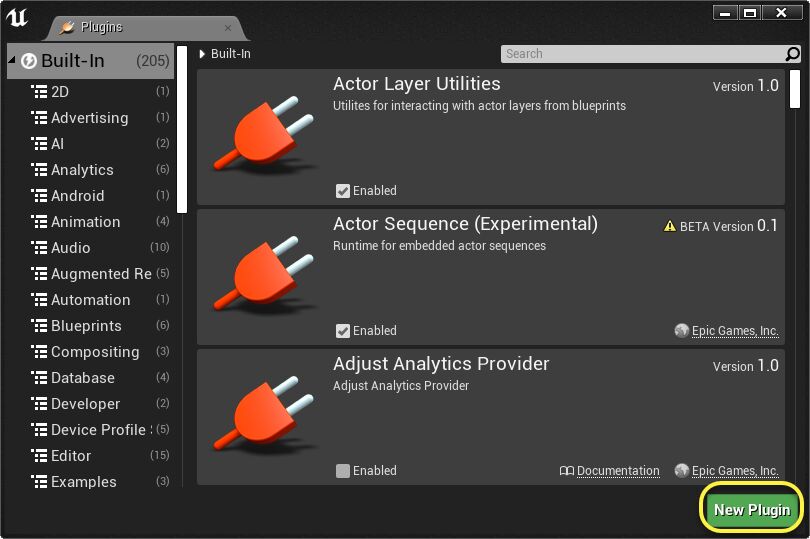 Plugins
Built-In (205)
2D (1)
Advertising (1)
AI (2)
Analytics (6)
Android (1)
Animation (4)
Audio (10)
Augmented Re (5)
Automation (1)
Blueprints (6)
Compositing (3)
Database (4)
Developer (2)
Device Profile (5)
Editor (15)
Examples (3)
Built-In
Search
Actor Layer Utilities
Version 1.0
Utilites for interacting with actor layers from blueprints
Enabled
Actor Sequence (Experimental)
BETA Version 0.1
Runtime for embedded actor sequences
Enabled
Epic Games, Inc.
Adjust Analytics Provider
Version 1.0
Adjust Analytics Provider
Enabled
Documentation
Epic Games, Inc.
New Plugin